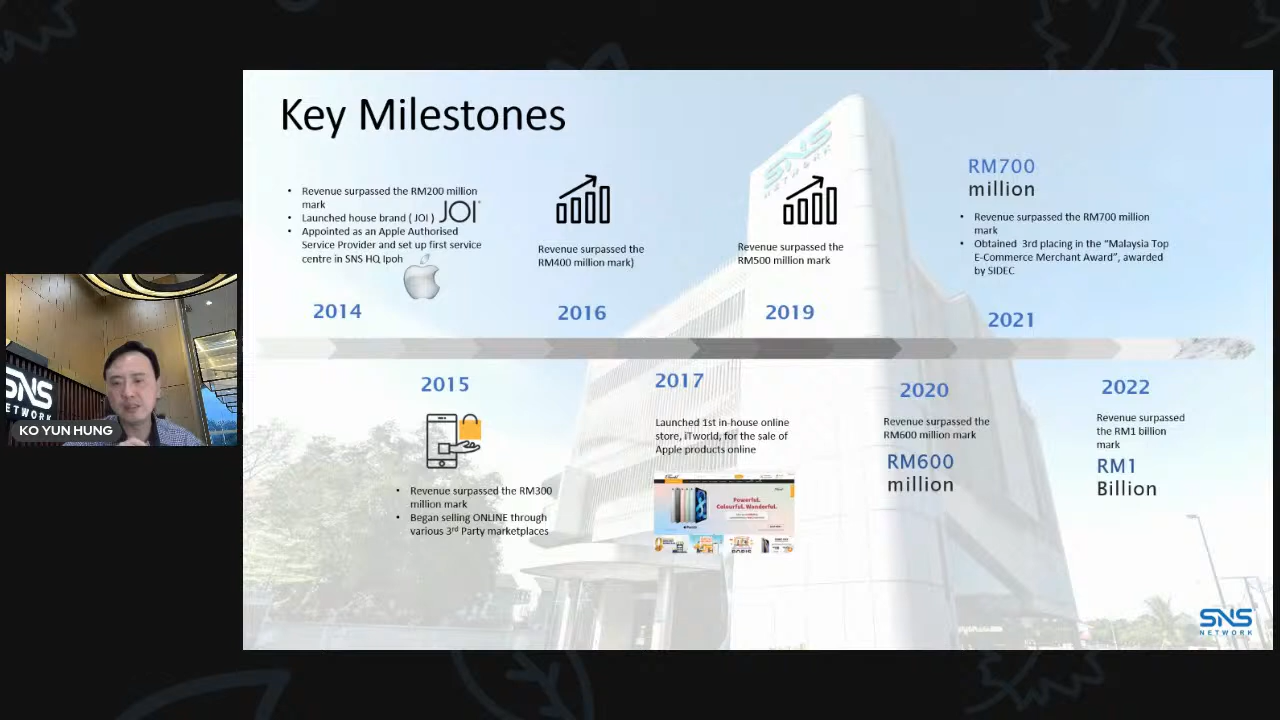 Key Milestones
SNS
NETWORK
• Revenue surpassed the RM200 million
mark
• Launched house brand ( JOI )
JOI
• Appointed as an Apple Authorised
Service Provider and set up first service
centre in SNS HQ Ipoh
2014
Revenue surpassed the
RM400 million mark)
2016
Revenue surpassed the
RM500 million mark
2019
RM700
million
• Revenue surpassed the RM700 million
mark
• Obtained 3rd placing in the "Malaysia Top
E-Commerce Merchant Award", awarded
by SIDEC
2021
2015
• Revenue surpassed the RM300
million mark
• Began selling ONLINE through
various 3rd Party marketplaces
2017
Launched 1st in-house online
store, iTworld, for the sale of
Apple products online
Powerful.
Colourful. Wonderful.
2020
Revenue surpassed the
RM600 million mark
RM600
million
2022
Revenue surpassed
the RM1 billion
mark
RM1
Billion
SNS
NETWORK
SNS
ETWORK
KO YUN HUNG